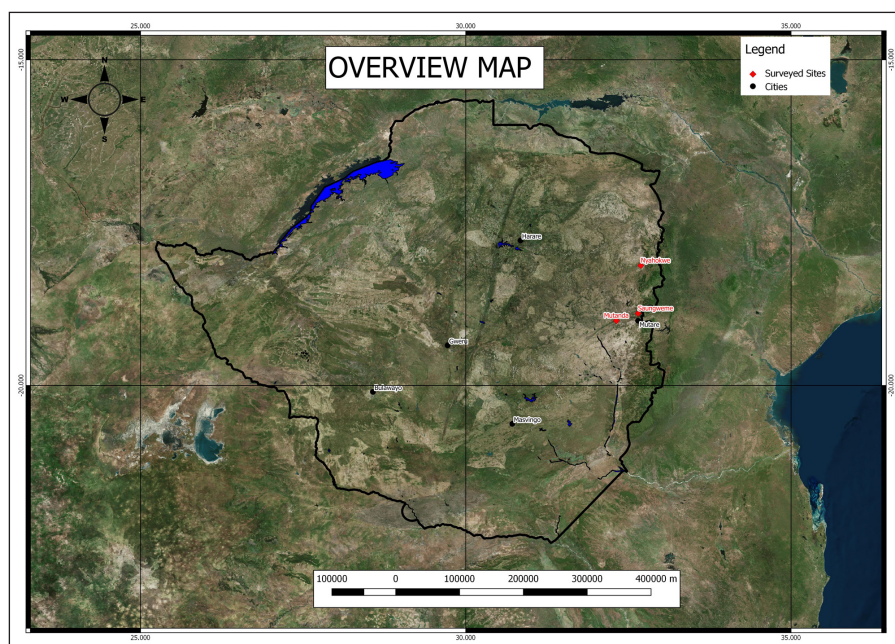 25.000
30.000
35.000
OVERVIEW MAP
Legend
Surveyed Sites
Cities
N
W
E
S
-15.000
-15.000
Harare
Nyahokwe
Saungweme
Mutanda
Mutare
Gweru
-20.000
-20.000
Bulawayo
Masvingo
100000 0 100000 200000 300000 400000 m
25.000
30.000
35.000